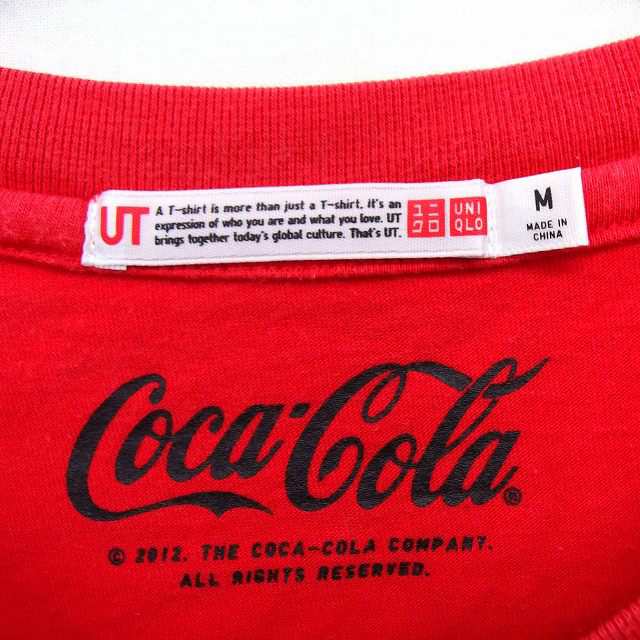 UT
A T-shirt is more than just a T-shirt, it's an
expression of who you are and what you love. UT
brings together today's global culture. That's UT.
ユニ
クロ
UNI
QLO
M
MADE IN
CHINA
Coca-Cola®
© 2012. THE COCA-COLA COMPANY.
ALL RIGHTS RESERVED.